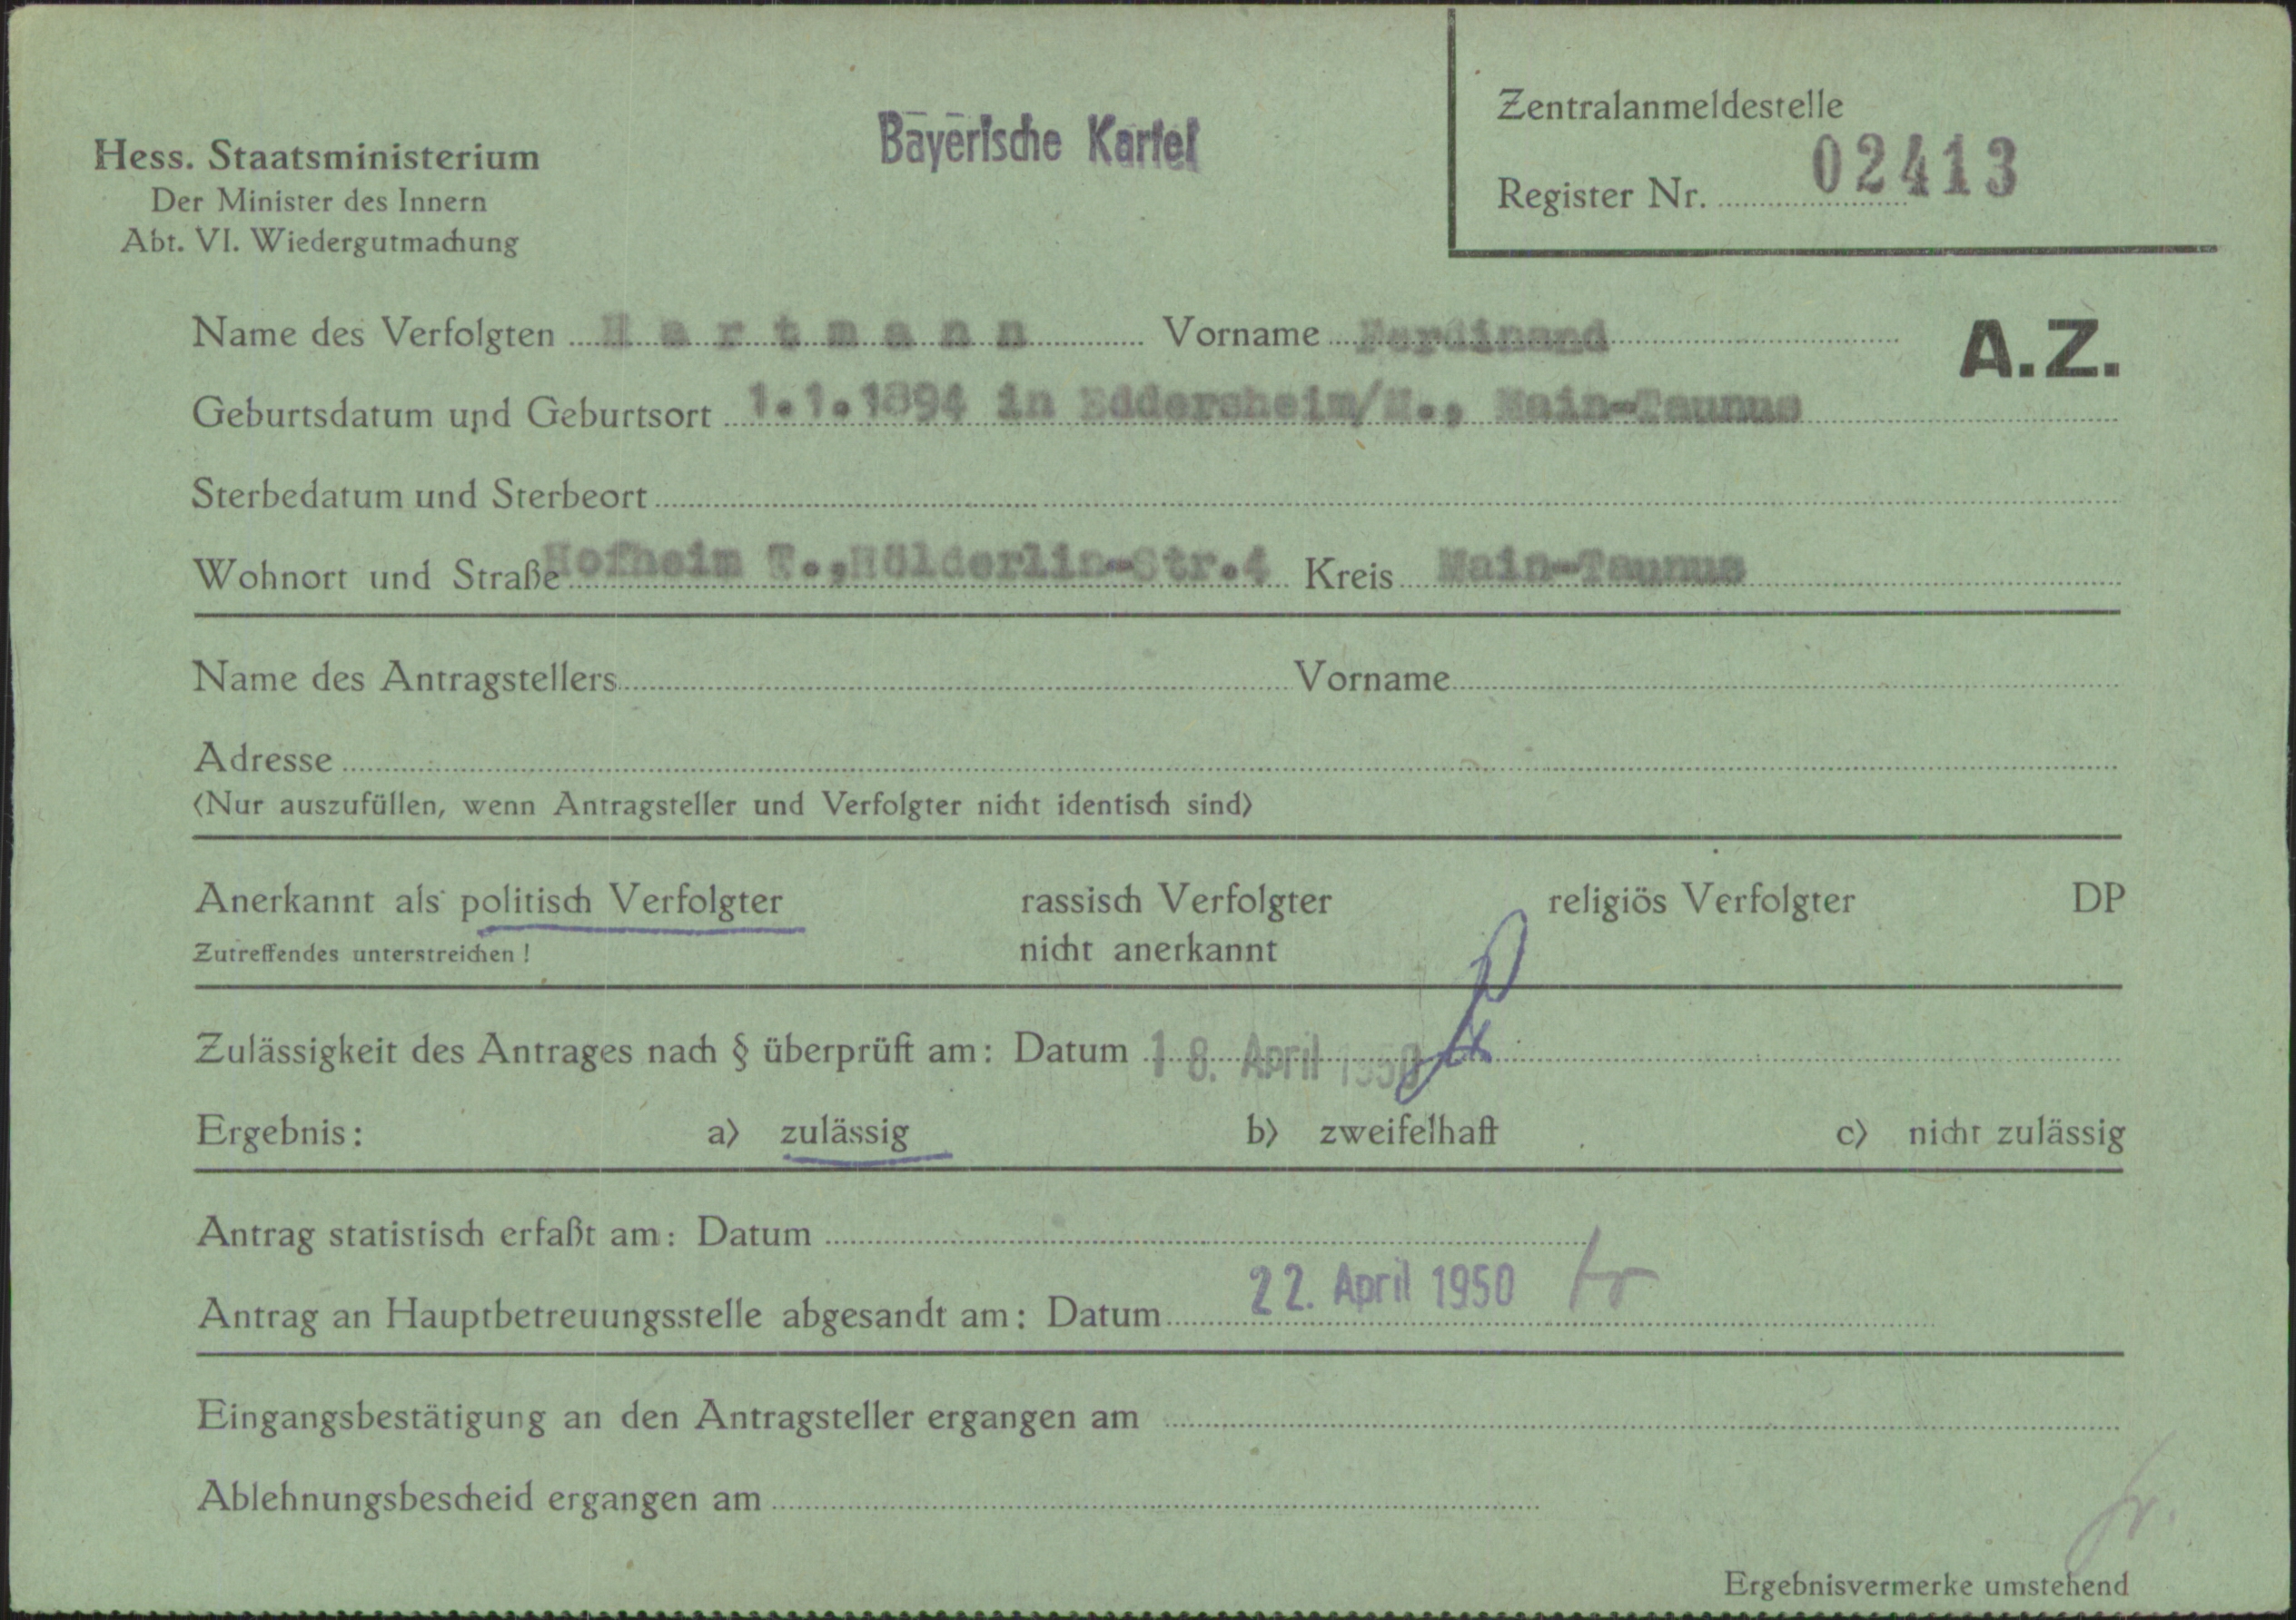 Hess. Staatsministerium
Der Minister des Innern
Abt. VI. Wiedergutmachung
Bayerische Kartei
Zentralanmeldestelle
Register Nr. 02413
Name des Verfolgten Hartmann Vorname Ferdinand
A.Z.
Geburtsdatum und Geburtsort 1.1.1894 in Eddersheim/M., Main-Taunus
Sterbedatum und Sterbeort
Wohnort und Straße Hofheim T., Hölderlin-Str.4 Kreis Main-Taunus
Name des Antragstellers Vorname
Adresse
(Nur auszufüllen, wenn Antragsteller und Verfolgter nicht identisch sind)
Anerkannt als politisch Verfolgter rassisch Verfolgter religiös Verfolgter DP
Zutreffendes unterstreichen! nicht anerkannt
Zulässigkeit des Antrages nach § überprüft am: Datum 18. April 1950
Ergebnis: a) zulässig b) zweifelhaft c) nicht zulässig
Antrag statistisch erfaßt am: Datum
Antrag an Hauptbetreuungsstelle abgesandt am: Datum 22. April 1950
Eingangsbestätigung an den Antragsteller ergangen am
Ablehnungsbescheid ergangen am
Ergebnisvermerke umstehend